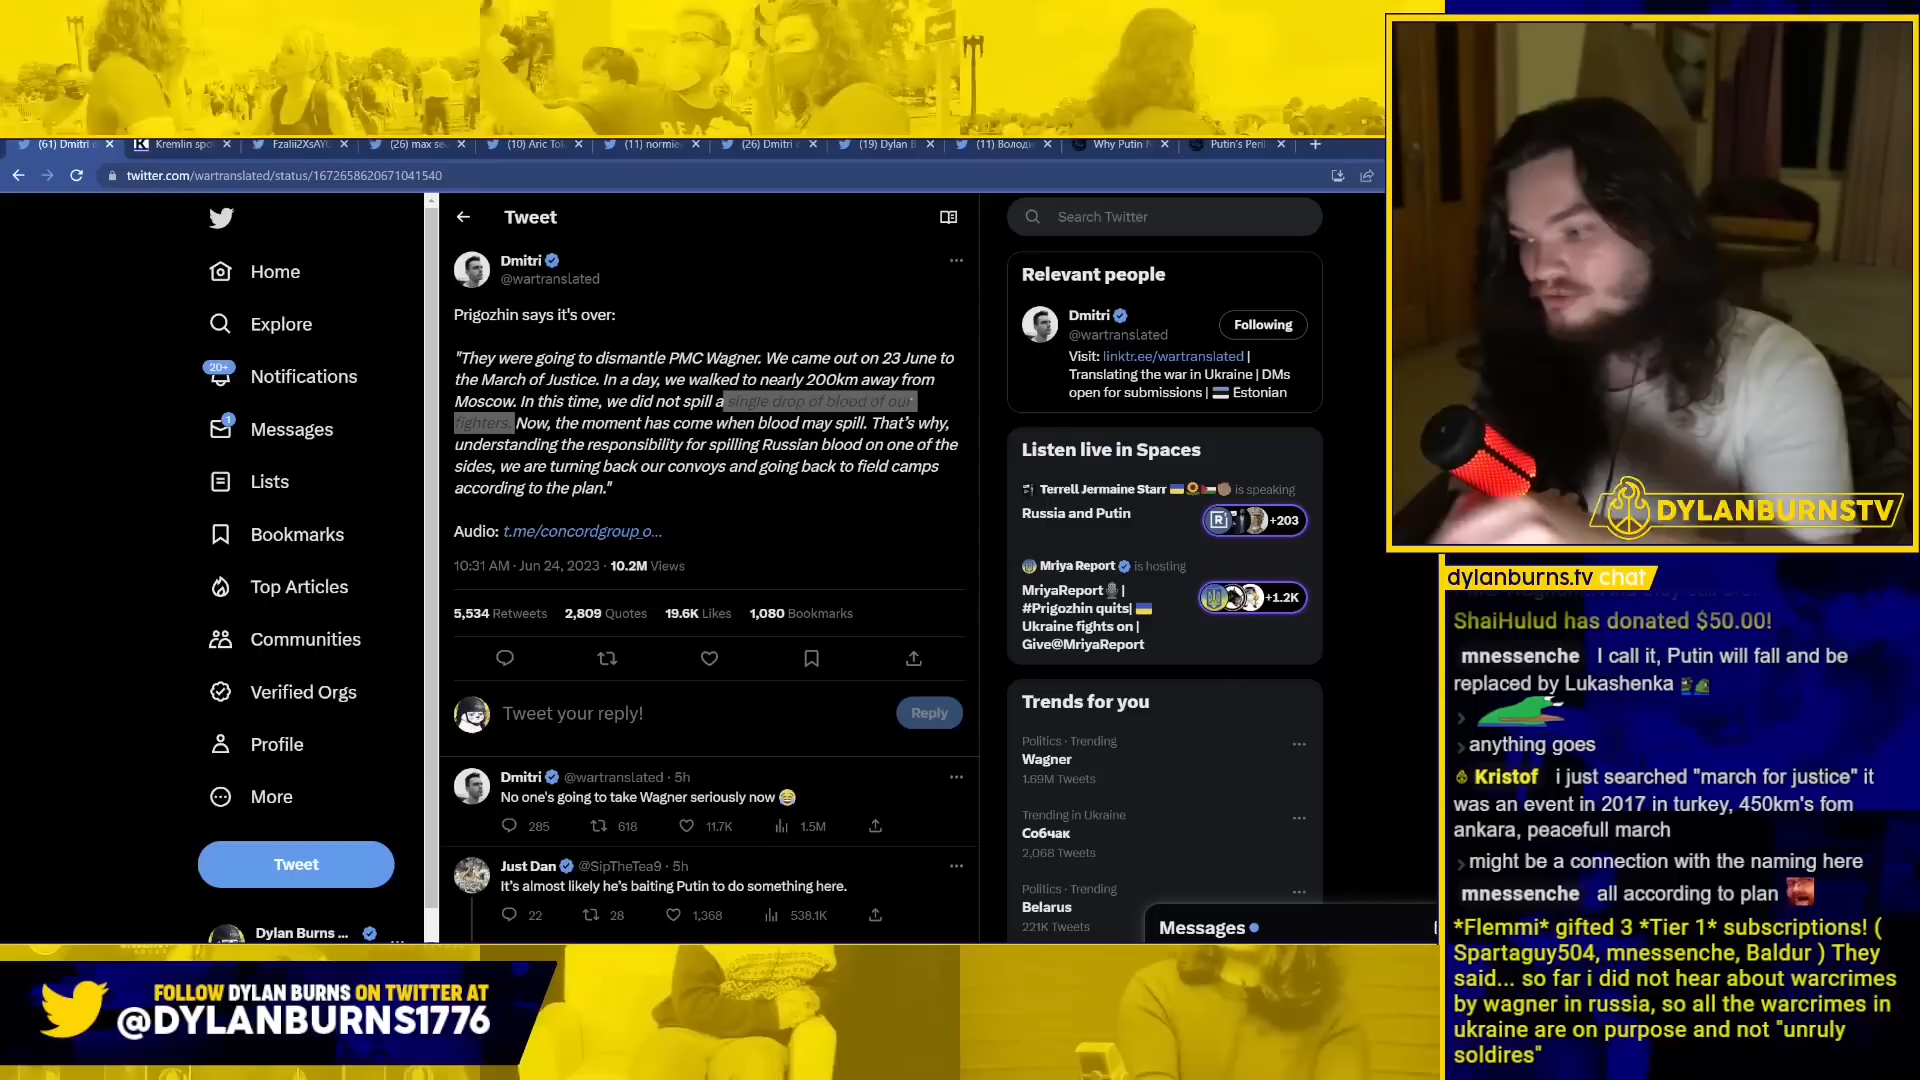 (61) Dmitri
Kremlin spo
FzaliI2XsAYC
(26) max se
(10) Aric Tol
(11) normie
(26) Dmitri
(19) Dylan B
(11) Волод
Why Putin
Putin's Peri
twitter.com/wartranslated/status/1672658620671041540
Home
Explore
20+
Notifications
1
Messages
Lists
Bookmarks
Top Articles
Communities
Verified Orgs
Profile
More
Tweet
Dylan Burns ...
Tweet
Dmitri
@wartranslated
Prigozhin says it's over:
"They were going to dismantle PMC Wagner. We came out on 23 June to
the March of Justice. In a day, we walked to nearly 200km away from
Moscow. In this time, we did not spill a single drop of blood of our
fighters. Now, the moment has come when blood may spill. That's why,
understanding the responsibility for spilling Russian blood on one of the
sides, we are turning back our convoys and going back to field camps
according to the plan."
Audio: t.me/concordgroup_o...
10:31 AM · Jun 24, 2023 · 10.2M Views
5,534 Retweets 2,809 Quotes 19.6K Likes 1,080 Bookmarks
Tweet your reply!
Reply
Dmitri @wartranslated · 5h
No one's going to take Wagner seriously now
285 618 11.7K 1.5M
Just Dan @SipTheTea9 · 5h
It's almost likely he's baiting Putin to do something here.
22 28 1,368 538.1K
Search Twitter
Relevant people
Dmitri
@wartranslated
Following
Visit: linktr.ee/wartranslated |
Translating the war in Ukraine | DMs
open for submissions | Estonian
Listen live in Spaces
Terrell Jermaine Starr is speaking
Russia and Putin
R
+203
Mriya Report is hosting
MriyaReport |
#Prigozhin quits|
Ukraine fights on |
Give@MriyaReport
+1.2K
Trends for you
Politics · Trending
Wagner
1.69M Tweets
Trending in Ukraine
Собчак
2,068 Tweets
Politics · Trending
Belarus
221K Tweets
Messages
DYLANBURNSTV
dylanburns.tv chat
ShaiHulud has donated $50.00!
mnessenche I call it, Putin will fall and be
replaced by Lukashenka
anything goes
Kristof i just searched "march for justice" it
was an event in 2017 in turkey, 450km's fom
ankara, peacefull march
might be a connection with the naming here
mnessenche all according to plan
*Flemmi* gifted 3 *Tier 1* subscriptions! (
Spartaguy504, mnessenche, Baldur ) They
said... so far i did not hear about warcrimes
by wagner in russia, so all the warcrimes in
ukraine are on purpose and not "unruly
soldires"
FOLLOW DYLAN BURNS ON TWITTER AT
@DYLANBURNS1776